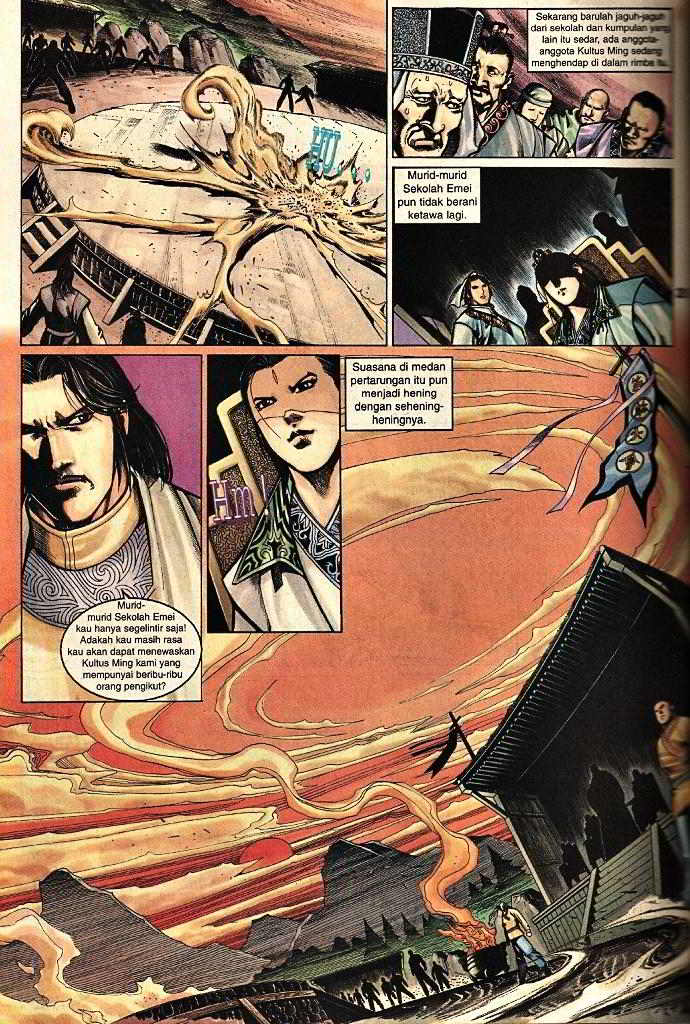 HU...
Sekarang barulah jaguh-jaguh
dari sekolah dan kumpulan yang
lain itu sedar, ada anggota-
anggota Kultus Ming sedang
menghendap di dalam rimba itu.
Murid-murid
Sekolah Emei
pun tidak berani
ketawa lagi.
Murid-
murid Sekolah Emei
kau hanya segelintir saja!
Adakah kau masih rasa
kau akan dapat menewaskan
Kultus Ming kami yang
mempunyai beribu-ribu
orang pengikut?
Hm!
Suasana di medan
pertarungan itu pun
menjadi hening
dengan sehening-
heningnya.